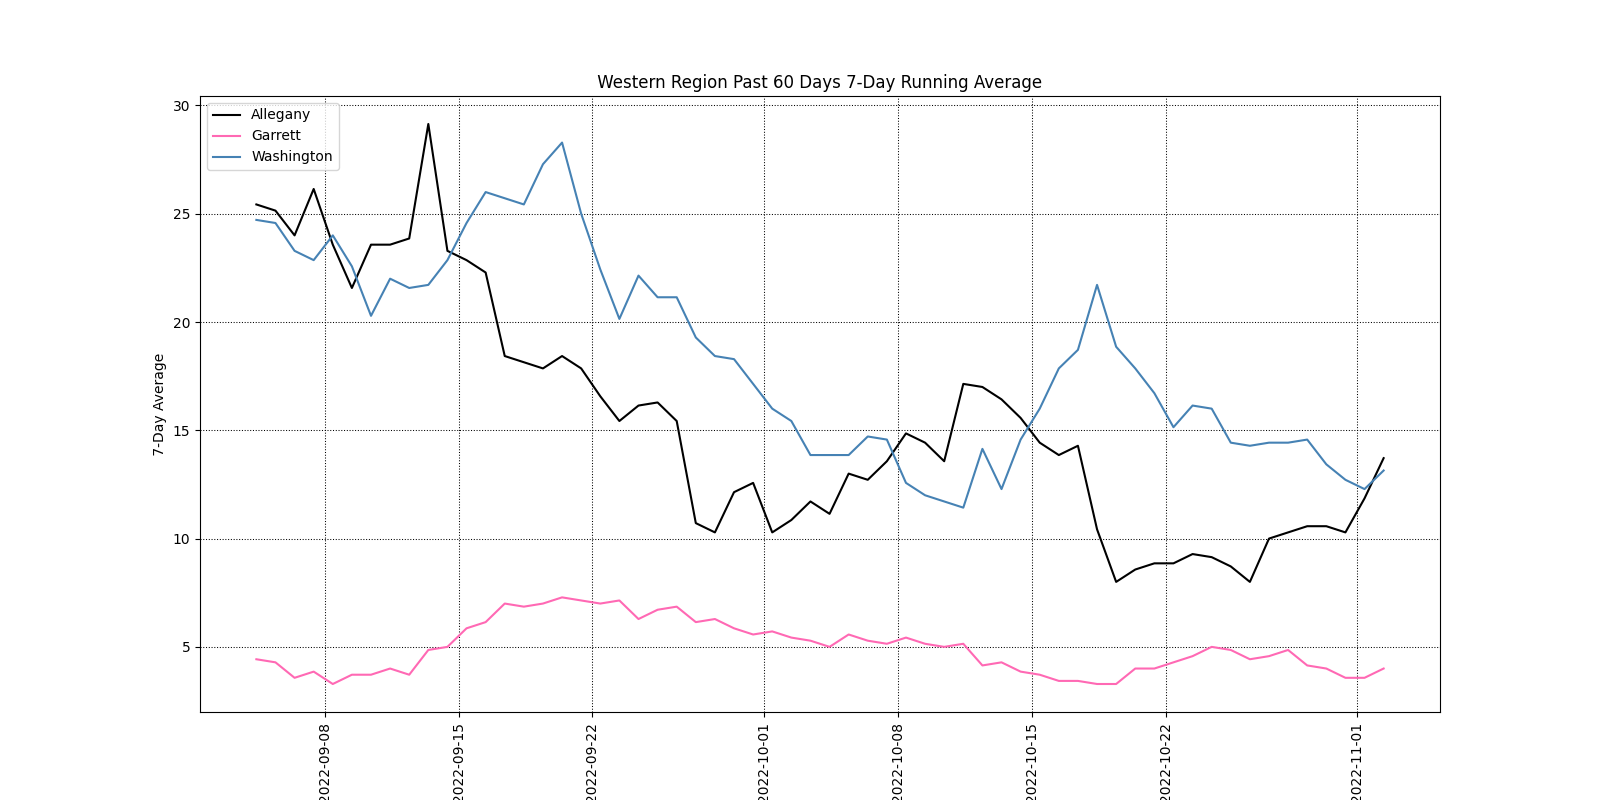 Western Region Past 60 Days 7-Day Running Average
Allegany
Garrett
Washington
7-Day Average
30
25
20
15
10
5
2022-09-08
2022-09-15
2022-09-22
2022-10-01
2022-10-08
2022-10-15
2022-10-22
2022-11-01